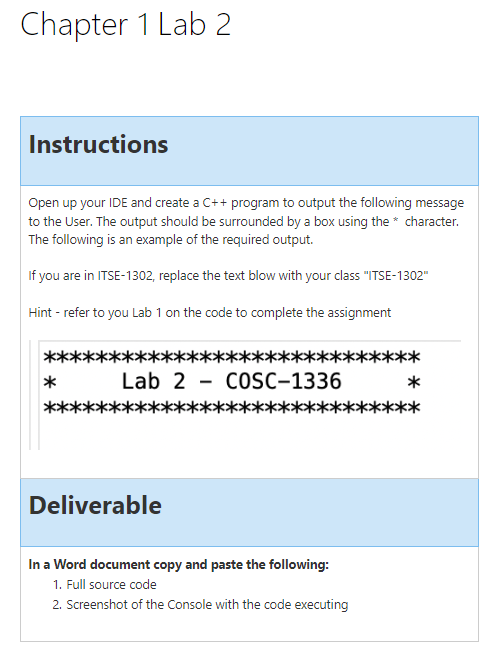 Chapter 1 Lab 2
Instructions
Open up your IDE and create a C++ program to output the following message
to the User. The output should be surrounded by a box using the * character.
The following is an example of the required output.
If you are in ITSE-1302, replace the text blow with your class "ITSE-1302"
Hint - refer to you Lab 1 on the code to complete the assignment
*****************************
*     Lab 2 – COSC–1336     *
*****************************
Deliverable
In a Word document copy and paste the following:
1. Full source code
2. Screenshot of the Console with the code executing